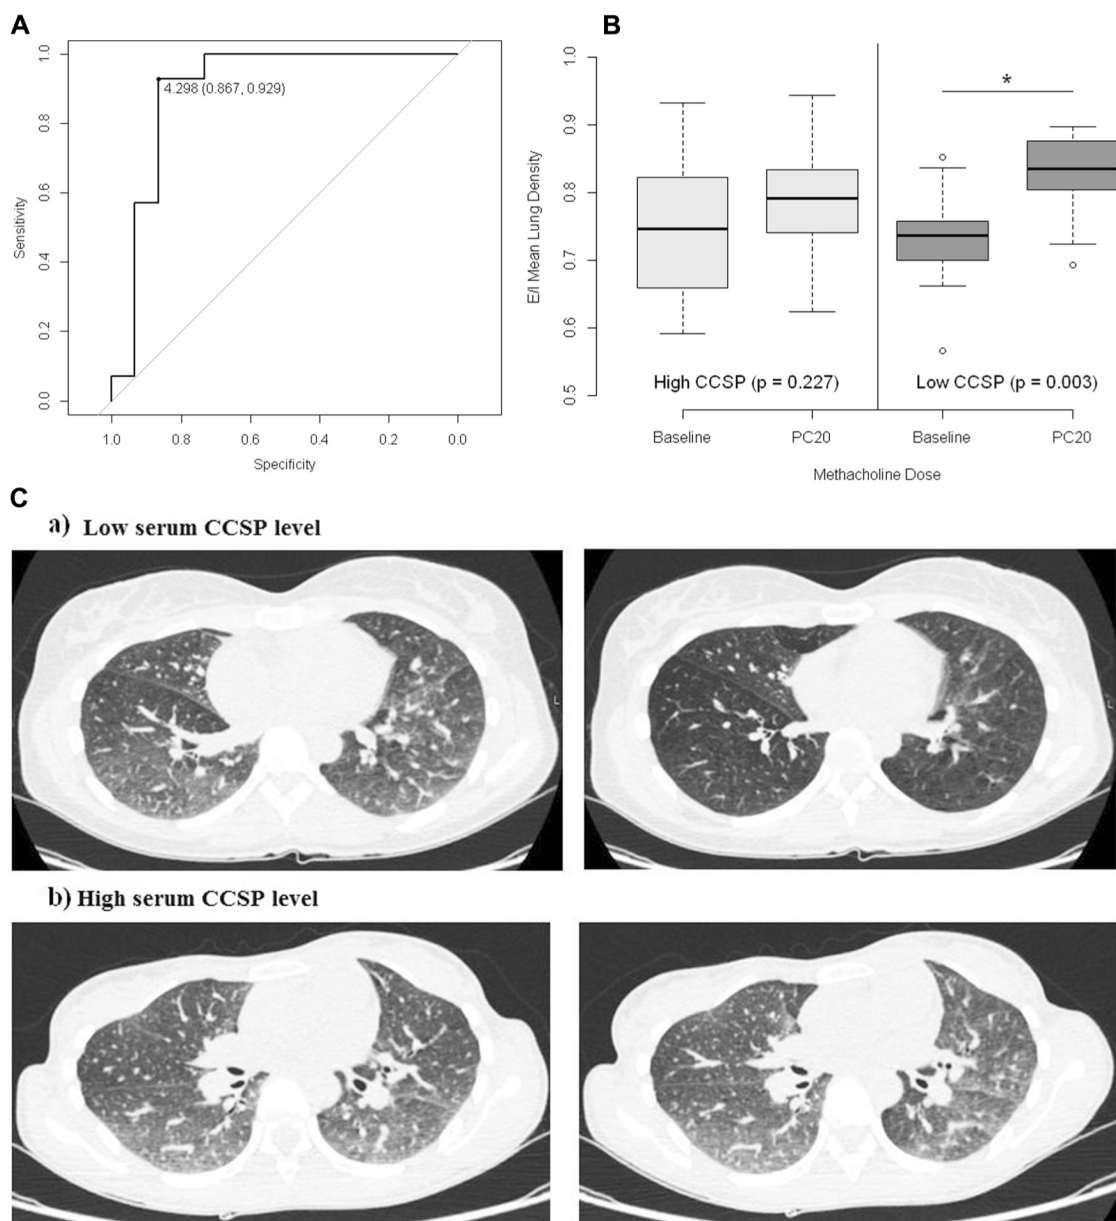 A
B
1.0
0.8
0.6
0.4
0.2
0.0
Sensitivity
4.298 (0.867, 0.929)
1.0 0.8 0.6 0.4 0.2 0.0
Specificity
1.0
0.9
0.8
0.7
0.6
0.5
E/I Mean Lung Density
*
High CCSP (p = 0.227)
Low CCSP (p = 0.003)
Baseline PC20 Baseline PC20
Methacholine Dose
C
a) Low serum CCSP level
L
L
b) High serum CCSP level